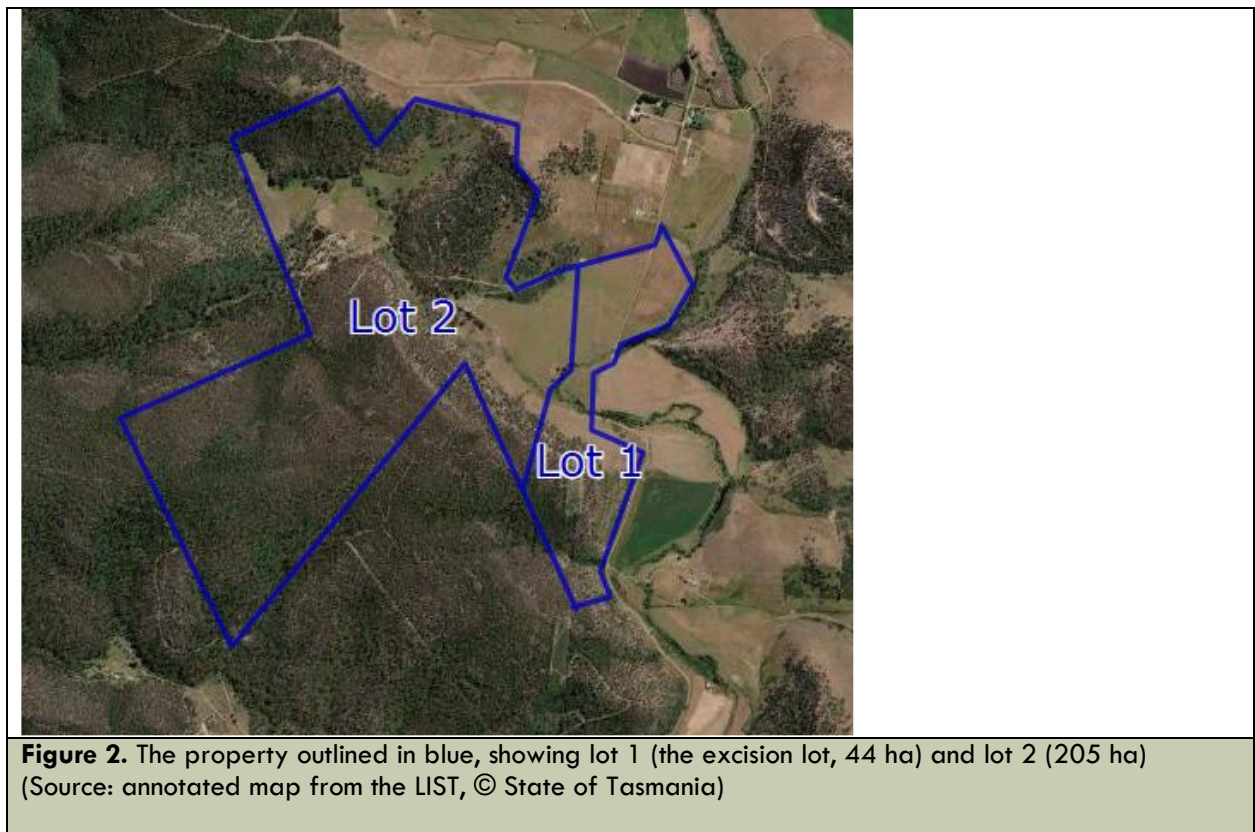 Lot 2
Lot 1
Figure 2. The property outlined in blue, showing lot 1 (the excision lot, 44 ha) and lot 2 (205 ha)
(Source: annotated map from the LIST, © State of Tasmania)